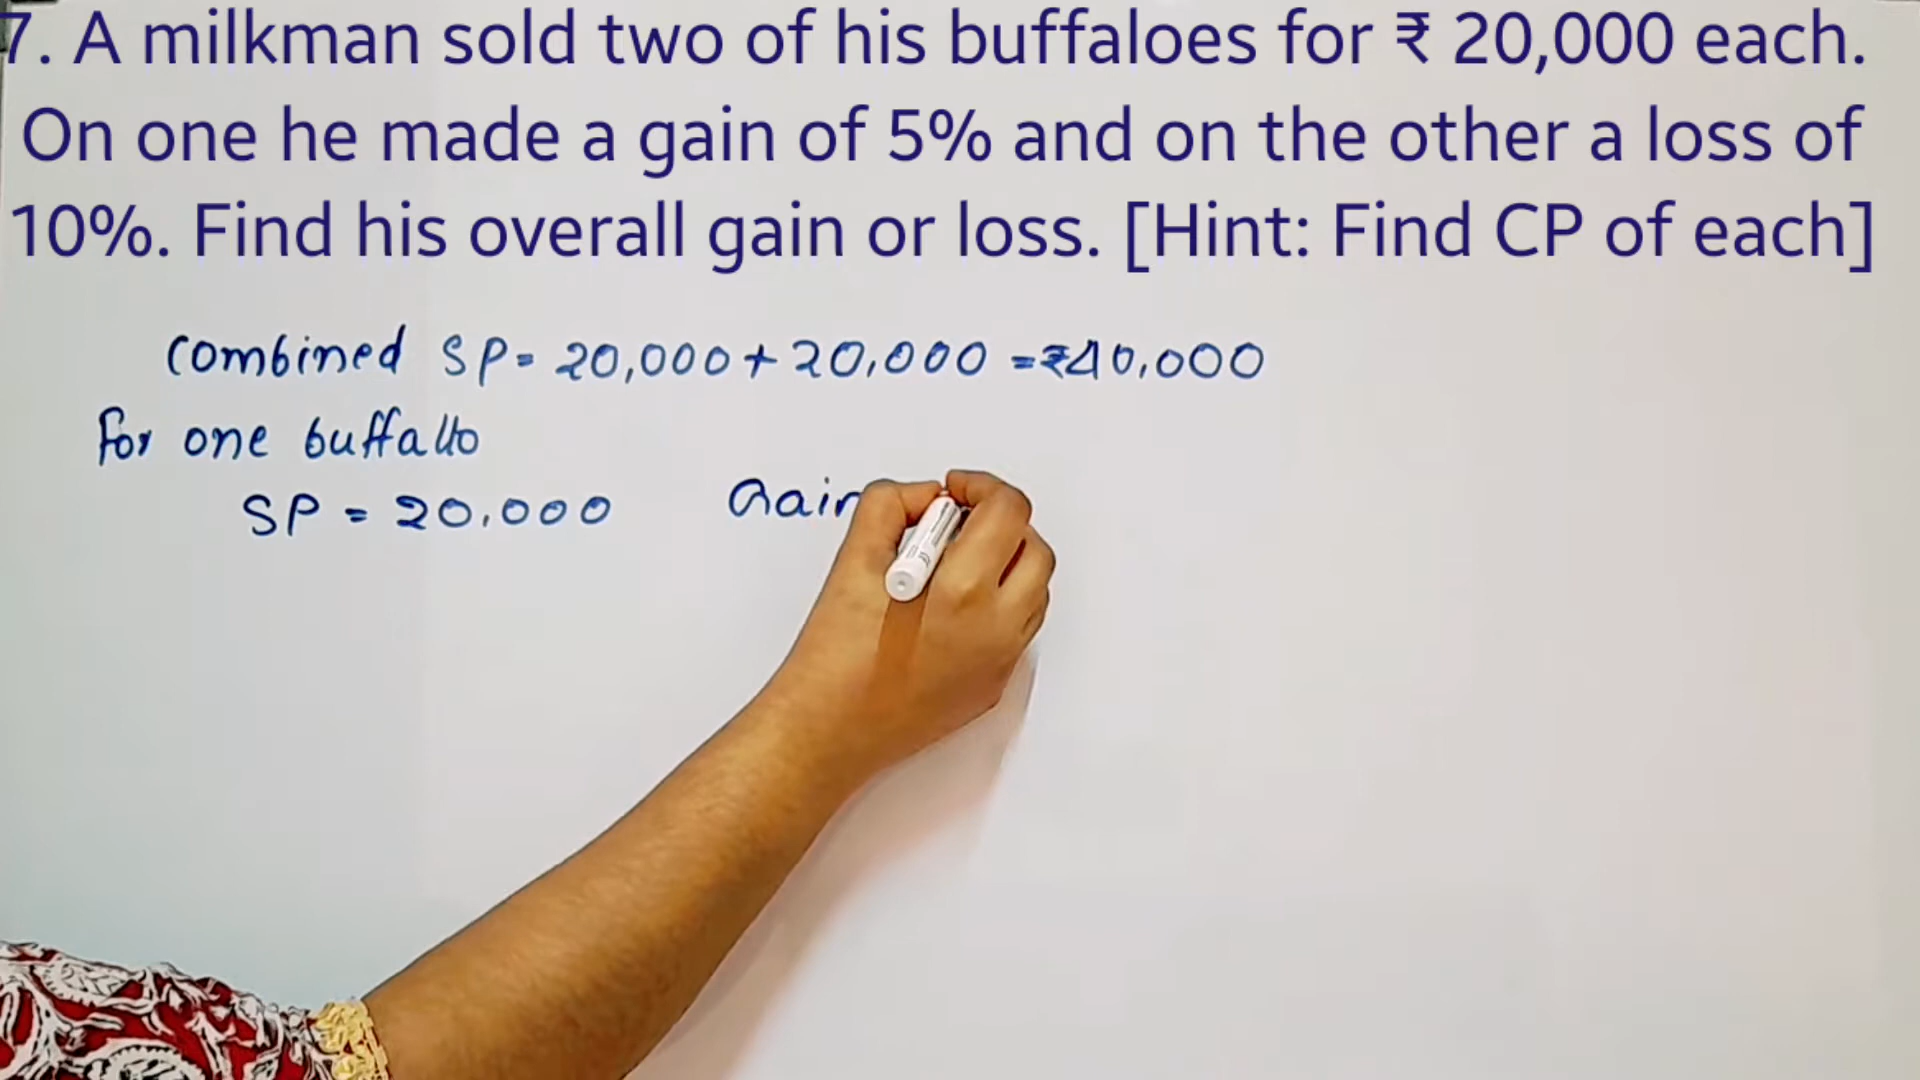 7. A milkman sold two of his buffaloes for ₹ 20,000 each.
On one he made a gain of 5% and on the other a loss of
10%. Find his overall gain or loss. [Hint: Find CP of each]
Combined SP = 20,000 + 20,000 = ₹40,000
For one buffallo
SP = 20,000 Gain